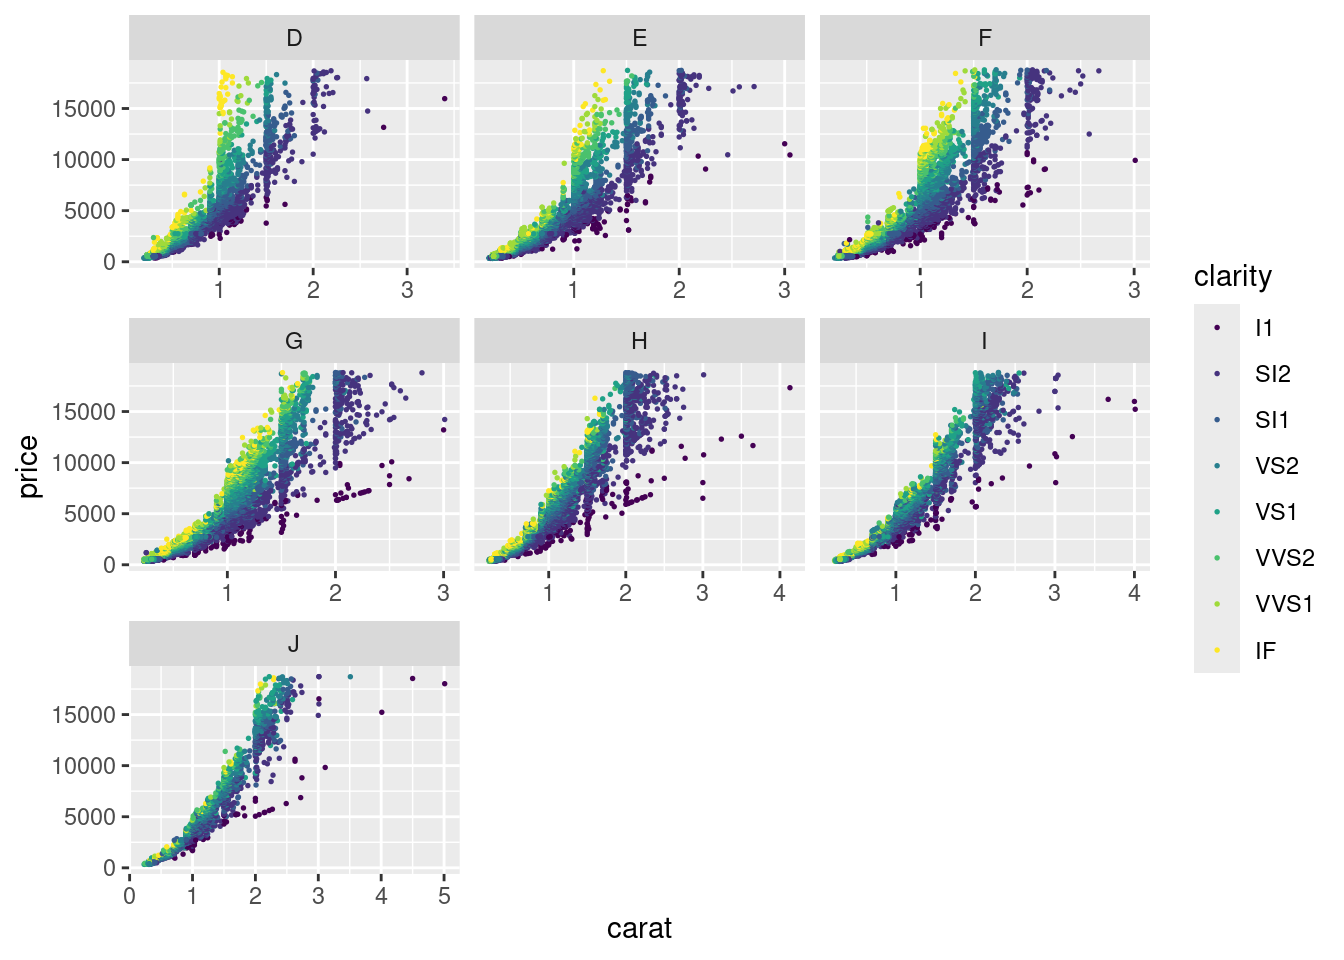 D
E
F
15000
10000
5000
0
1 2 3
1 2 3
1 2 3
G
H
I
15000
10000
5000
0
1 2 3
1 2 3 4
1 2 3 4
J
15000
10000
5000
0
0 1 2 3 4 5
price
carat
clarity
I1
SI2
SI1
VS2
VS1
VVS2
VVS1
IF